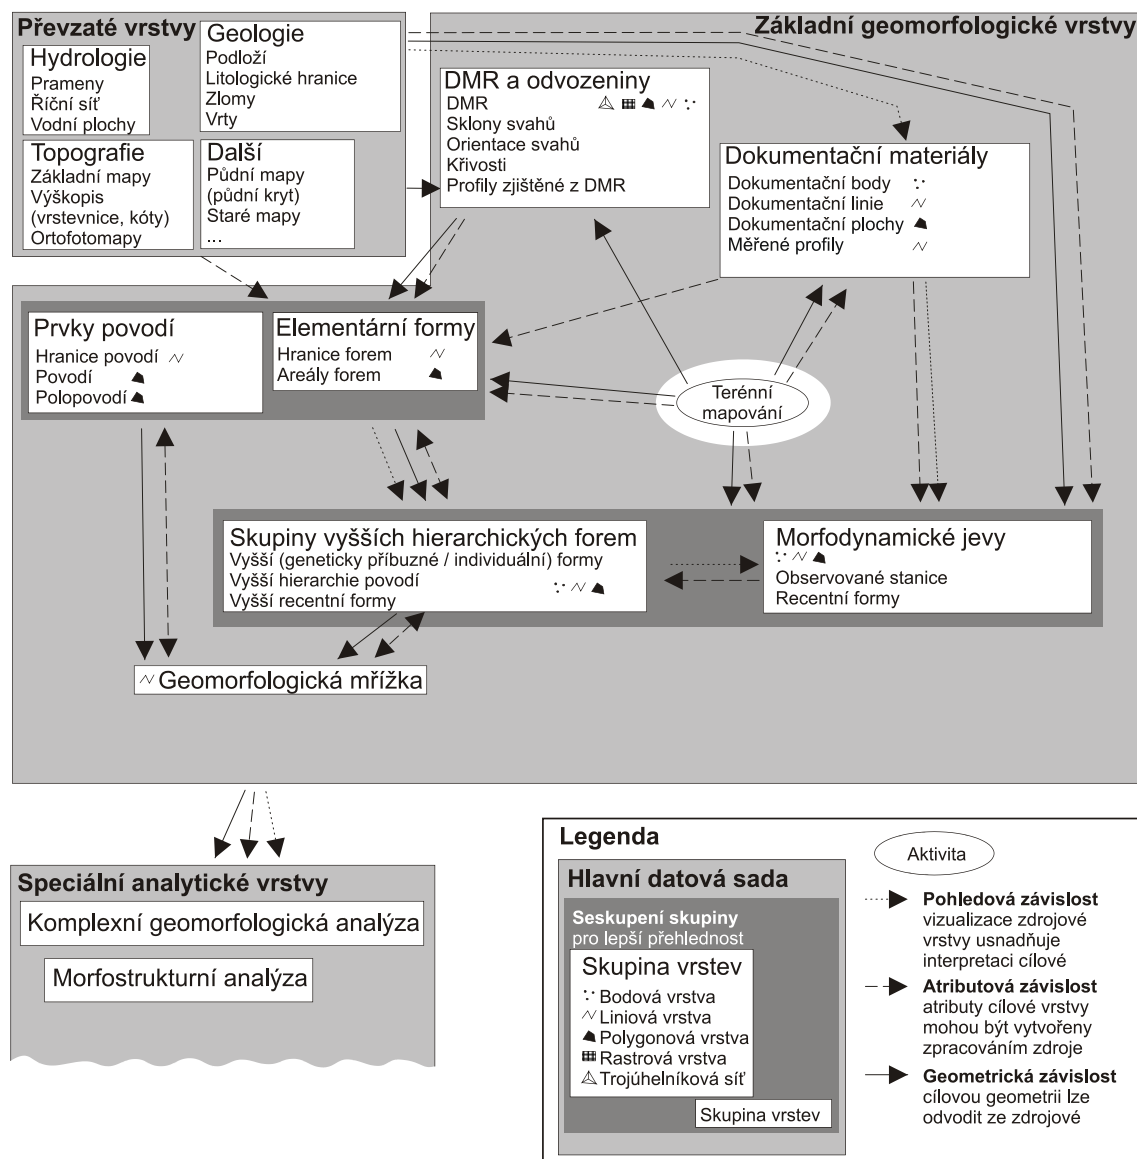 Převzaté vrstvy
Hydrologie
Prameny
Říční síť
Vodní plochy
Geologie
Podloží
Litologické hranice
Zlomy
Vrty
Topografie
Základní mapy
Výškopis
(vrstevnice, kóty)
Ortofotomapy
Další
Půdní mapy
(půdní kryt)
Staré mapy
...
Základní geomorfologické vrstvy
DMR a odvozeniny
DMR
Sklony svahů
Orientace svahů
Křivosti
Profily zjištěné z DMR
Dokumentační materiály
Dokumentační body
Dokumentační linie
Dokumentační plochy
Měřené profily
Prvky povodí
Hranice povodí
Povodí
Polopovodí
Elementární formy
Hranice forem
Areály forem
Terénní
mapování
Skupiny vyšších hierarchických forem
Vyšší (geneticky příbuzné / individuální) formy
Vyšší hierarchie povodí
Vyšší recentní formy
Morfodynamické jevy
Observované stanice
Recentní formy
Geomorfologická mřížka
Speciální analytické vrstvy
Komplexní geomorfologická analýza
Morfostrukturní analýza
Legenda
Hlavní datová sada
Seskupení skupiny
pro lepší přehlednost
Skupina vrstev
Bodová vrstva
Liniová vrstva
Polygonová vrstva
Rastrová vrstva
Trojúhelníková síť
Skupina vrstev
Aktivita
Pohledová závislost
vizualizace zdrojové
vrstvy usnadňuje
interpretaci cílové
Atributová závislost
atributy cílové vrstvy
mohou být vytvořeny
zpracováním zdroje
Geometrická závislost
cílovou geometrii lze
odvodit ze zdrojové